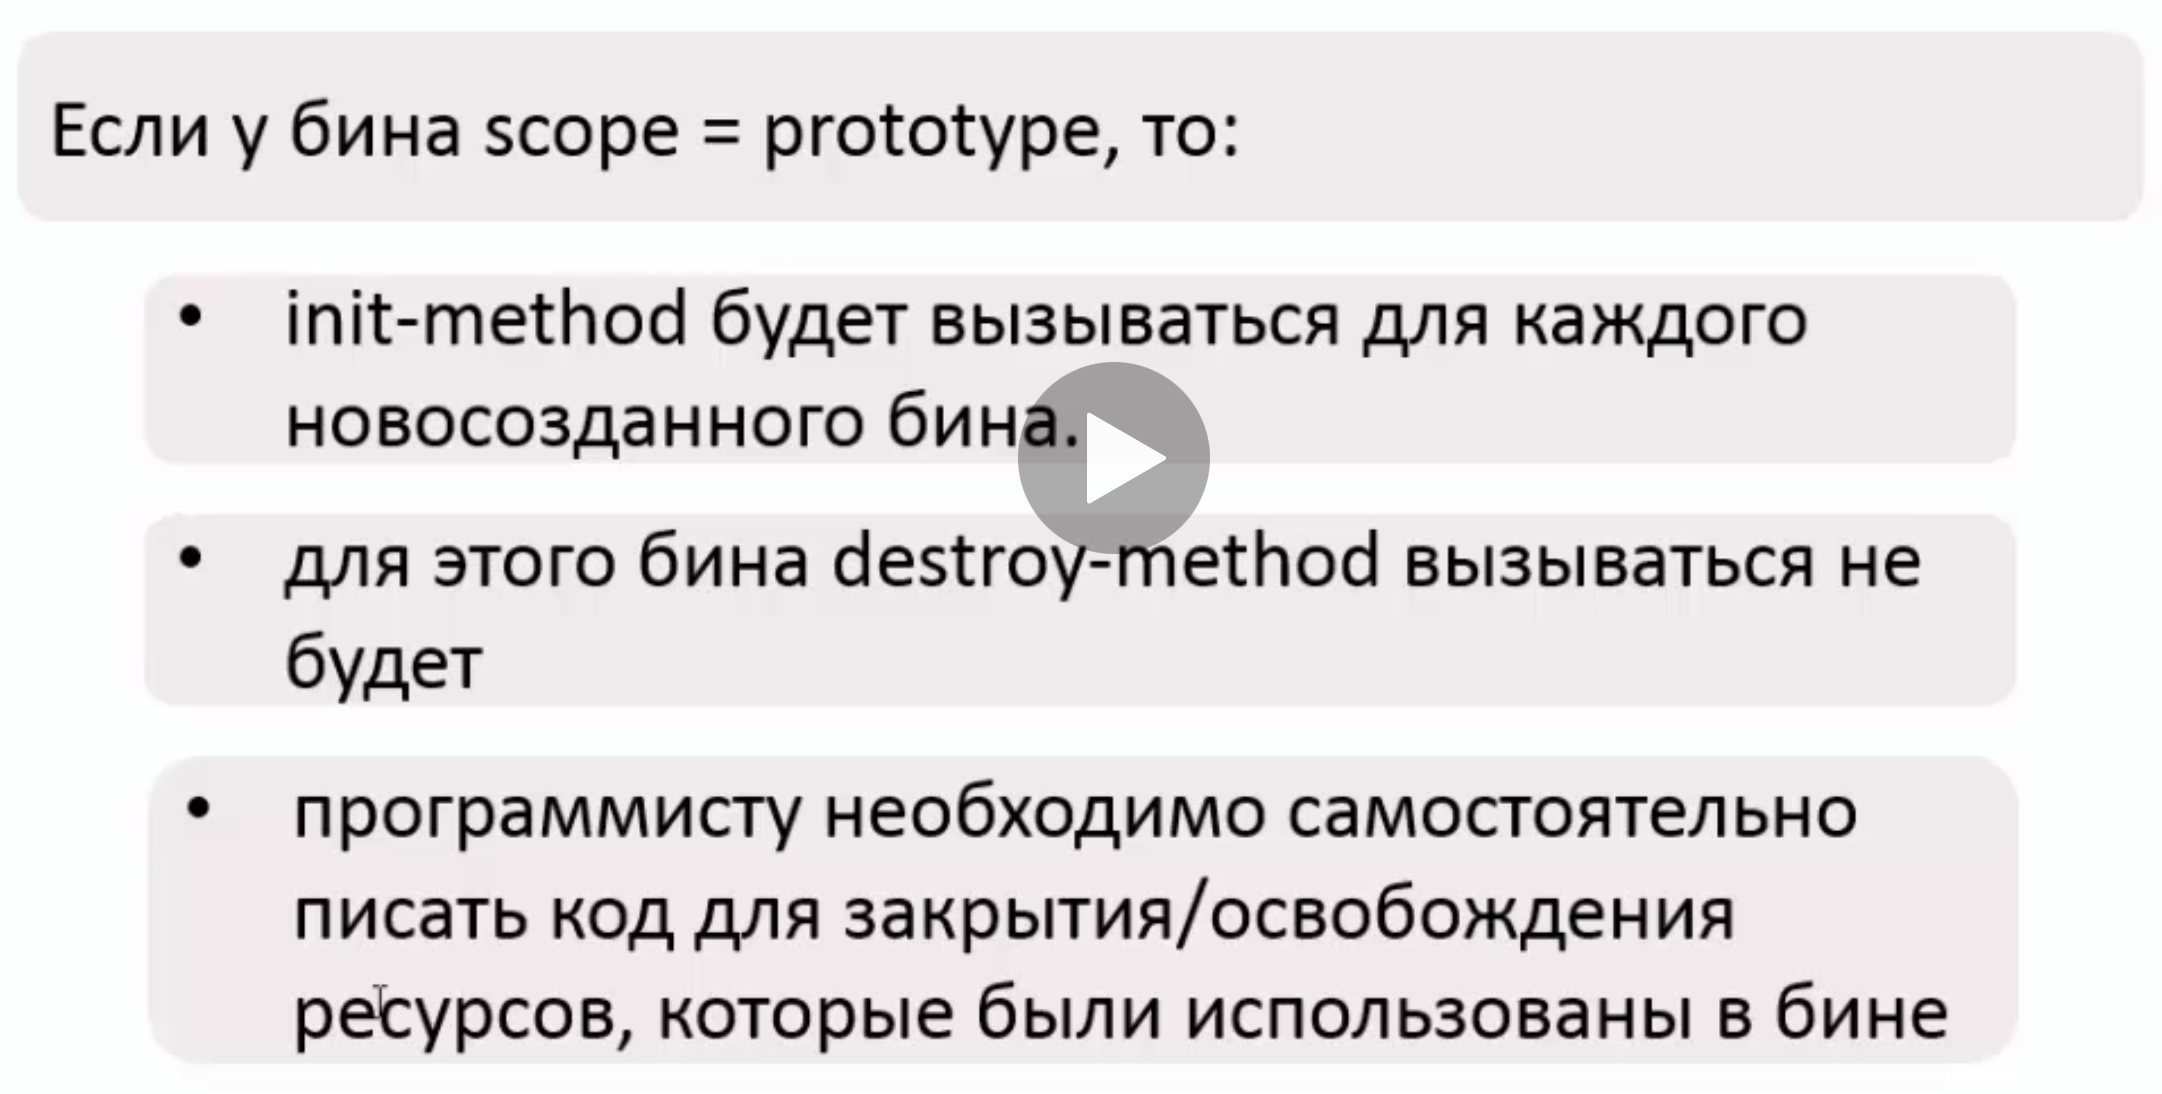 Если у бина scope = prototype, то:
• init-method будет вызываться для каждого
новосозданного бина.
• для этого бина destroy-method вызываться не
будет
• программисту необходимо самостоятельно
писать код для закрытия/освобождения
ресурсов, которые были использованы в бине